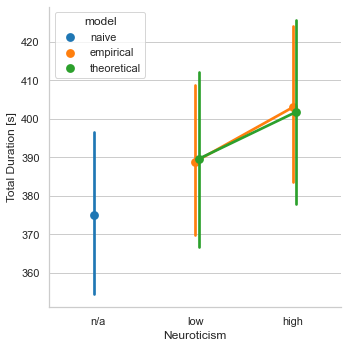 model
naive
empirical
theoretical
420
410
400
390
380
370
360
Total Duration [s]
n/a
low
high
Neuroticism